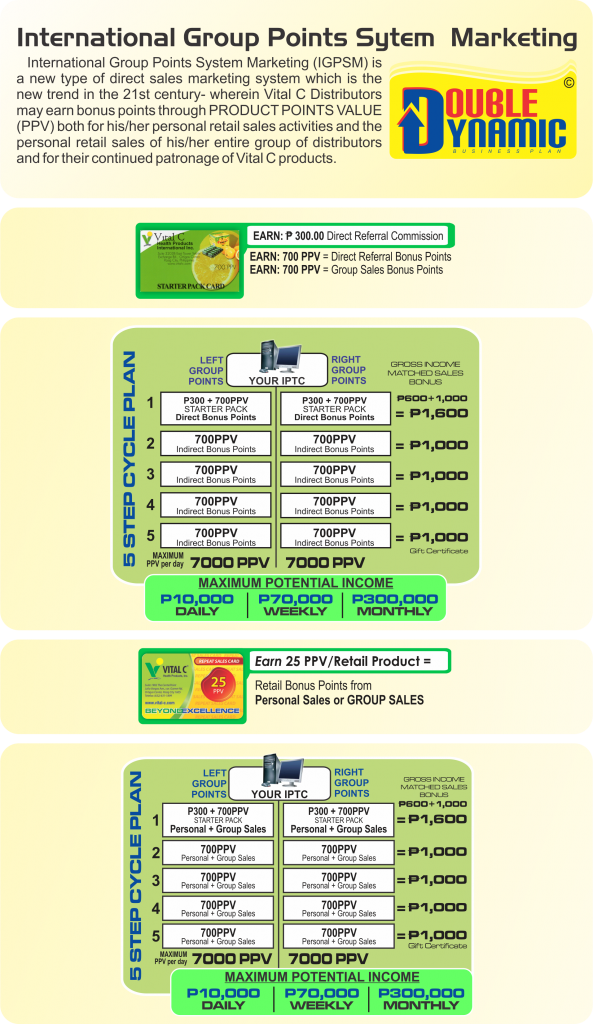 International Group Points Sytem Marketing
International Group Points System Marketing (IGPSM) is
a new type of direct sales marketing system which is the
new trend in the 21st century- wherein Vital C Distributors
may earn bonus points through PRODUCT POINTS VALUE
(PPV) both for his/her personal retail sales activities and the
personal retail sales of his/her entire group of distributors
and for their continued patronage of Vital C products.
©
DOUBLE
DYNAMIC
BUSINESS PLAN
Vital C
Health Products
International Inc.
700 PPV
STARTER PACK CARD
EARN: ₱ 300.00 Direct Referral Commission
EARN: 700 PPV = Direct Referral Bonus Points
EARN: 700 PPV = Group Sales Bonus Points
5 STEP CYCLE PLAN
LEFT
GROUP
POINTS
YOUR IPTC
RIGHT
GROUP
POINTS
GROSS INCOME
MATCHED SALES
BONUS
1
P300 + 700PPV
STARTER PACK
Direct Bonus Points
P300 + 700PPV
STARTER PACK
Direct Bonus Points
₱600+1,000
= ₱1,600
2
700PPV
Indirect Bonus Points
700PPV
Indirect Bonus Points
= ₱1,000
3
700PPV
Indirect Bonus Points
700PPV
Indirect Bonus Points
= ₱1,000
4
700PPV
Indirect Bonus Points
700PPV
Indirect Bonus Points
= ₱1,000
5
700PPV
Indirect Bonus Points
700PPV
Indirect Bonus Points
= ₱1,000
Gift Certificate
MAXIMUM
PPV per day
7000 PPV
7000 PPV
MAXIMUM POTENTIAL INCOME
₱10,000
DAILY
₱70,000
WEEKLY
₱300,000
MONTHLY
VITAL C
Health Products, Inc.
REPEAT SALES CARD
25
PPV
www.vital-c.com
BEYOND EXCELLENCE
Earn 25 PPV/Retail Product =
Retail Bonus Points from
Personal Sales or GROUP SALES
5 STEP CYCLE PLAN
LEFT
GROUP
POINTS
YOUR IPTC
RIGHT
GROUP
POINTS
GROSS INCOME
MATCHED SALES
BONUS
1
P300 + 700PPV
STARTER PACK
Personal + Group Sales
P300 + 700PPV
STARTER PACK
Personal + Group Sales
₱600+1,000
= ₱1,600
2
700PPV
Personal + Group Sales
700PPV
Personal + Group Sales
= ₱1,000
3
700PPV
Personal + Group Sales
700PPV
Personal + Group Sales
= ₱1,000
4
700PPV
Personal + Group Sales
700PPV
Personal + Group Sales
= ₱1,000
5
700PPV
Personal + Group Sales
700PPV
Personal + Group Sales
= ₱1,000
Gift Certificate
MAXIMUM
PPV per day
7000 PPV
7000 PPV
MAXIMUM POTENTIAL INCOME
₱10,000
DAILY
₱70,000
WEEKLY
₱300,000
MONTHLY